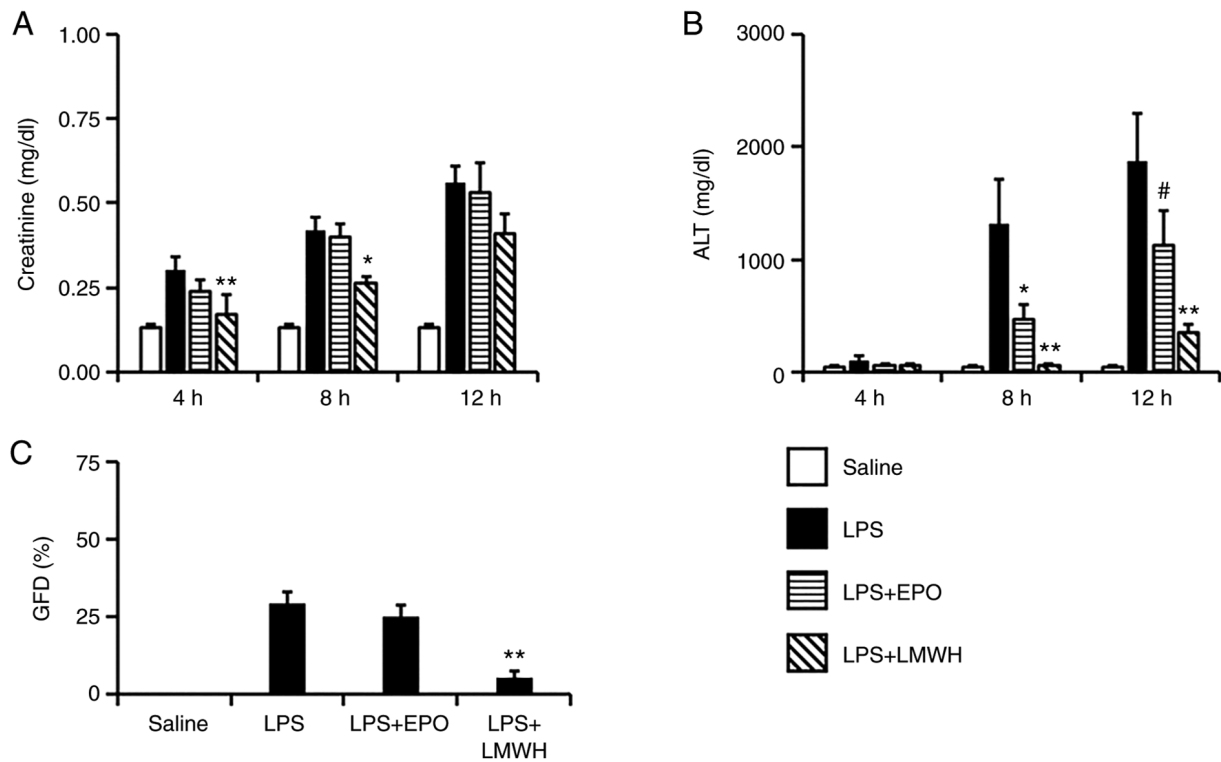 A
1.00
0.75
0.50
0.25
0.00
Creatinine (mg/dl)
**
*
4 h
8 h
12 h
B
3000
2000
1000
0
ALT (mg/dl)
*
**
#
**
4 h
8 h
12 h
C
75
50
25
0
GFD (%)
**
Saline
LPS
LPS+EPO
LPS+
LMWH
Saline
LPS
LPS+EPO
LPS+LMWH